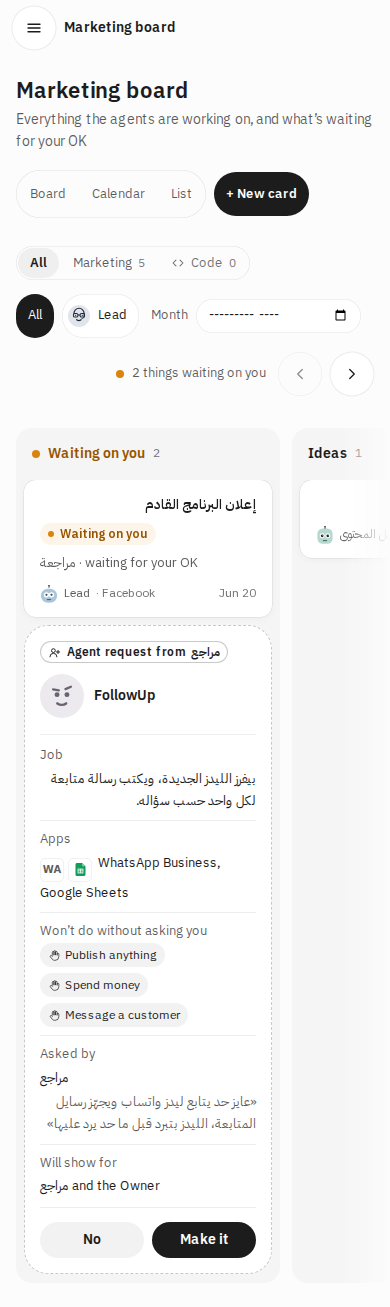 Marketing board
Marketing board
Everything the agents are working on, and what's waiting
for your OK
Board Calendar List + New card
All Marketing 5 Code 0
All Lead Month --------- ----
2 things waiting on you
Waiting on you 2
إعلان البرنامج القادم
Waiting on you
مراجعة · waiting for your OK
Lead · Facebook Jun 20
Agent request from مراجع
FollowUp
Job
بيفرز الليدز الجديدة، ويكتب رسالة متابعة
لكل واحد حسب سؤاله.
Apps
WA WhatsApp Business,
Google Sheets
Won't do without asking you
Publish anything
Spend money
Message a customer
Asked by
مراجع
«عايز حد يتابع ليدز واتساب ويجهّز رسايل
المتابعة، الليدز بتبرد قبل ما حد يرد عليها»
Will show for
مراجع and the Owner
No Make it
Ideas 1
المحتوى